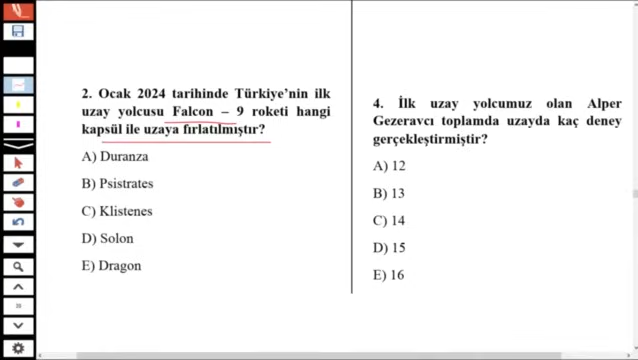 2. Ocak 2024 tarihinde Türkiye'nin ilk
uzay yolcusu Falcon – 9 roketi hangi
kapsül ile uzaya fırlatılmıştır?
A) Duranza
B) Psistrates
C) Klistenes
D) Solon
E) Dragon
4. İlk uzay yolcumuz olan Alper
Gezeravcı toplamda uzayda kaç deney
gerçekleştirmiştir?
A) 12
B) 13
C) 14
D) 15
E) 16